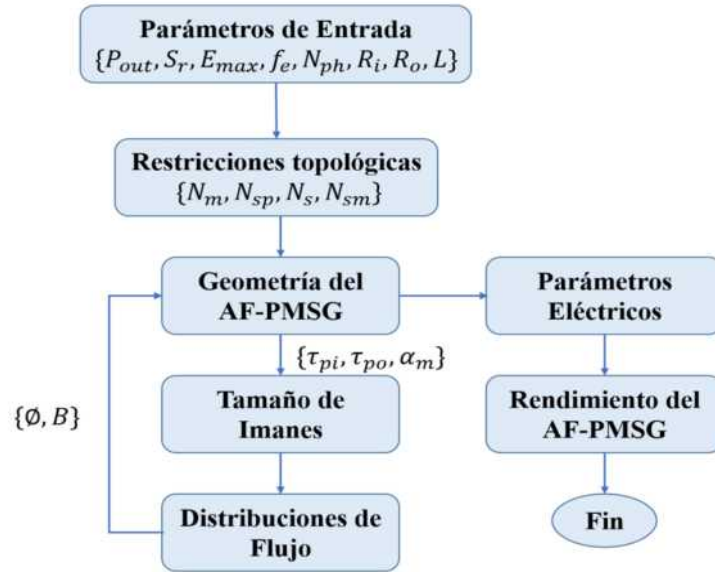 Parámetros de Entrada
{P_out, S_r, E_max, f_e, N_ph, R_i, R_o, L}
Restricciones topológicas
{N_m, N_sp, N_s, N_sm}
Geometría del
AF-PMSG
Parámetros
Eléctricos
{τ_pi, τ_po, α_m}
Tamaño de
Imanes
Rendimiento del
AF-PMSG
{Ø, B}
Distribuciones de
Flujo
Fin